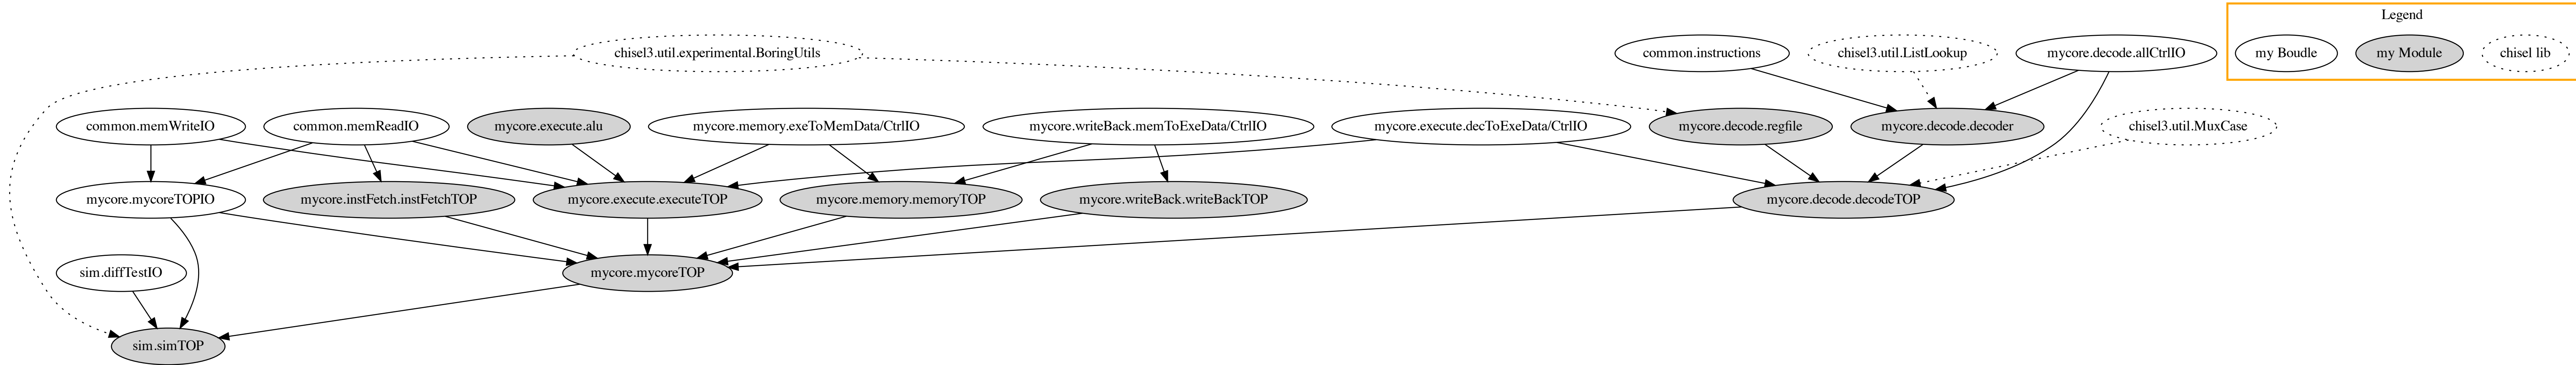 Legend
chisel3.util.experimental.BoringUtils
common.instructions
chisel3.util.ListLookup
mycore.decode.allCtrlIO
my Boudle
my Module
chisel lib
common.memWriteIO
common.memReadIO
mycore.execute.alu
mycore.memory.exeToMemData/CtrlIO
mycore.writeBack.memToExeData/CtrlIO
mycore.execute.decToExeData/CtrlIO
mycore.decode.regfile
mycore.decode.decoder
chisel3.util.MuxCase
mycore.mycoreTOPIO
mycore.instFetch.instFetchTOP
mycore.execute.executeTOP
mycore.memory.memoryTOP
mycore.writeBack.writeBackTOP
mycore.decode.decodeTOP
sim.diffTestIO
mycore.mycoreTOP
sim.simTOP